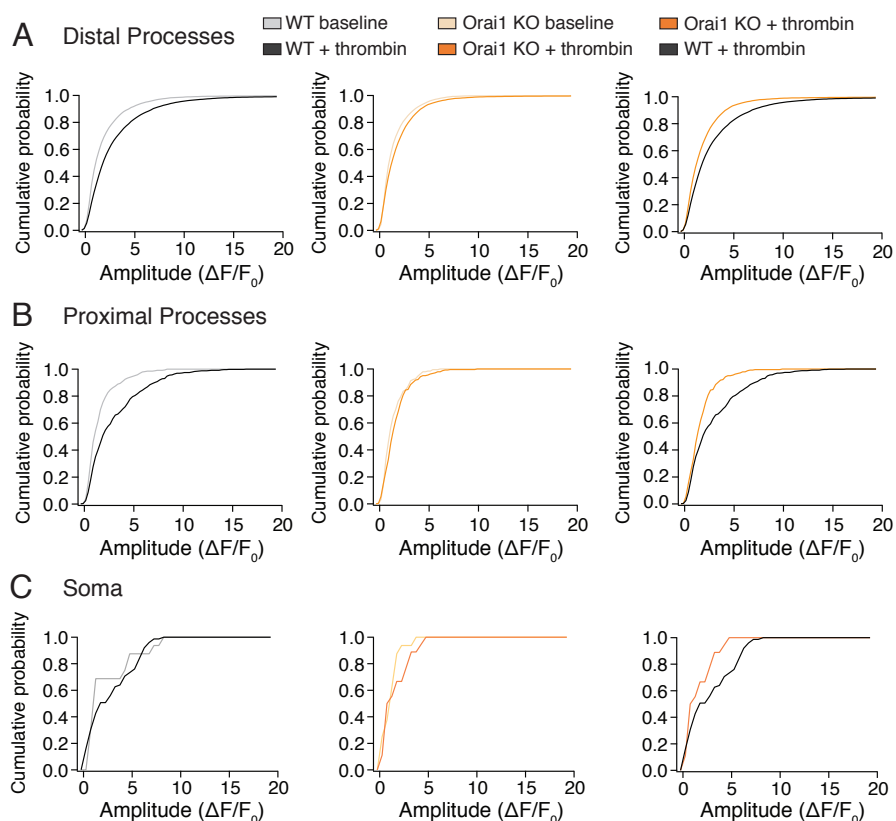 A Distal Processes
WT baseline Orai1 KO baseline Orai1 KO + thrombin
WT + thrombin Orai1 KO + thrombin WT + thrombin
Cumulative probability Cumulative probability Cumulative probability
1.0 1.0 1.0
0.8 0.8 0.8
0.6 0.6 0.6
0.4 0.4 0.4
0.2 0.2 0.2
0.0 0.0 0.0
0 5 10 15 20 0 5 10 15 20 0 5 10 15 20
Amplitude (ΔF/F₀) Amplitude (ΔF/F₀) Amplitude (ΔF/F₀)
B Proximal Processes
Cumulative probability Cumulative probability Cumulative probability
1.0 1.0 1.0
0.8 0.8 0.8
0.6 0.6 0.6
0.4 0.4 0.4
0.2 0.2 0.2
0.0 0.0 0.0
0 5 10 15 20 0 5 10 15 20 0 5 10 15 20
Amplitude (ΔF/F₀) Amplitude (ΔF/F₀) Amplitude (ΔF/F₀)
C Soma
Cumulative probability Cumulative probability Cumulative probability
1.0 1.0 1.0
0.8 0.8 0.8
0.6 0.6 0.6
0.4 0.4 0.4
0.2 0.2 0.2
0.0 0.0 0.0
0 5 10 15 20 0 5 10 15 20 0 5 10 15 20
Amplitude (ΔF/F₀) Amplitude (ΔF/F₀) Amplitude (ΔF/F₀)